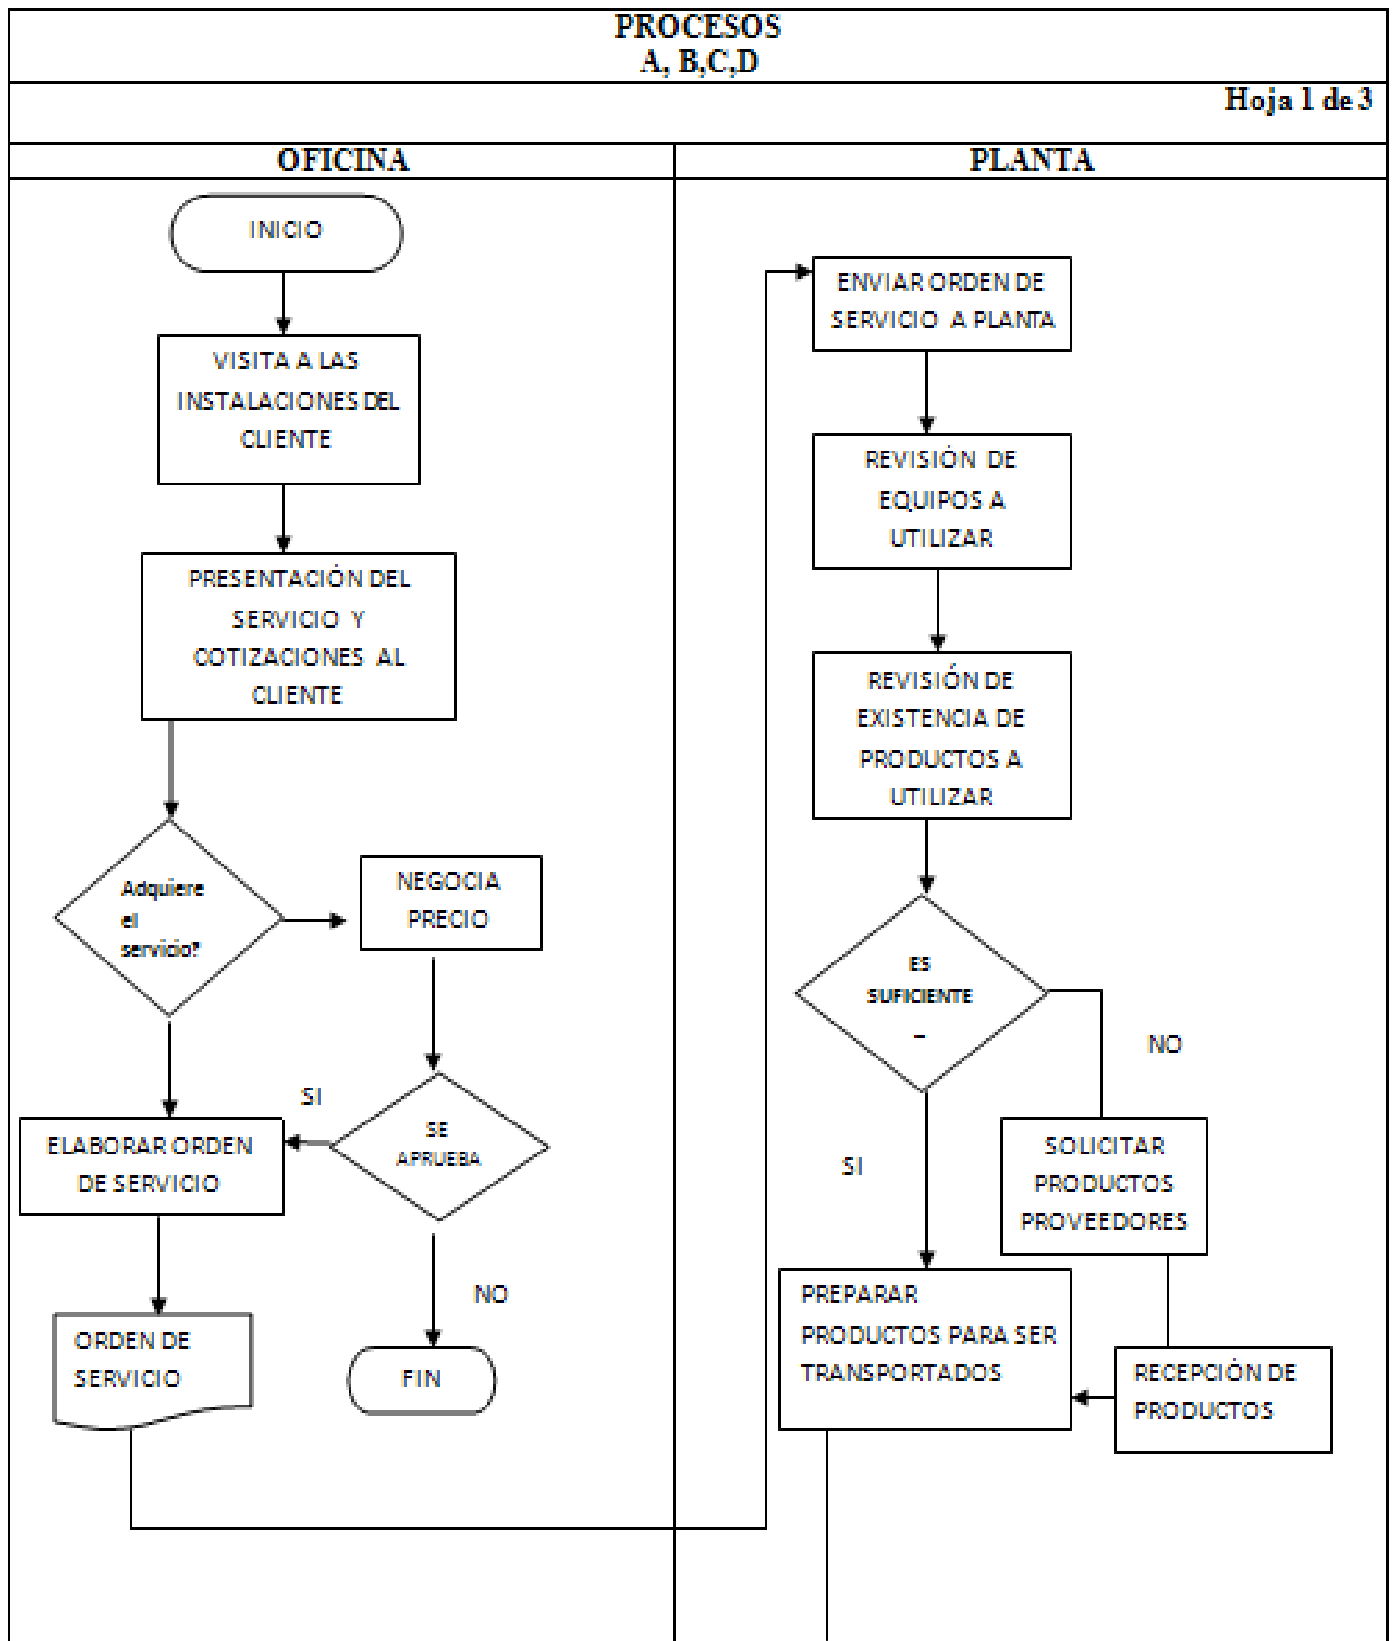 PROCESOS
A, B,C,D
Hoja 1 de 3
OFICINA
INICIO
VISITA A LAS
INSTALACIONES DEL
CLIENTE
PRESENTACIÓN DEL
SERVICIO Y
COTIZACIONES AL
CLIENTE
Adquiere
el
servicio?
NEGOCIA
PRECIO
SI
SE
APRUEBA
ELABORAR ORDEN
DE SERVICIO
NO
ORDEN DE
SERVICIO
FIN
PLANTA
ENVIAR ORDEN DE
SERVICIO A PLANTA
REVISIÓN DE
EQUIPOS A
UTILIZAR
REVISIÓN DE
EXISTENCIA DE
PRODUCTOS A
UTILIZAR
ES
SUFICIENTE
_
NO
SI
SOLICITAR
PRODUCTOS
PROVEEDORES
PREPARAR
PRODUCTOS PARA SER
TRANSPORTADOS
RECEPCIÓN DE
PRODUCTOS